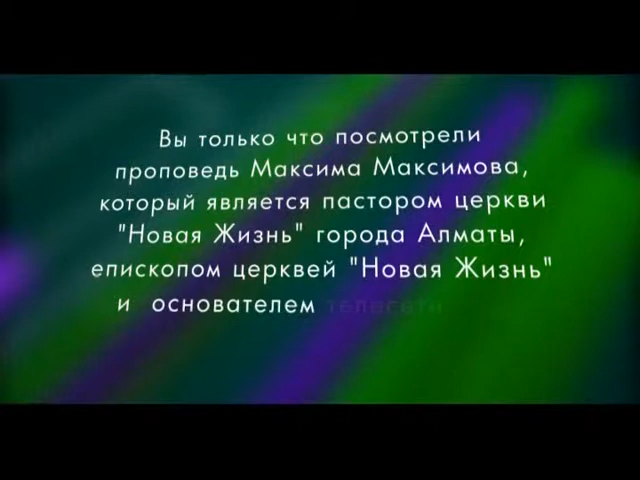 Вы только что посмотрели
проповедь Максима Максимова,
который является пастором церкви
"Новая Жизнь" города Алматы,
епископом церквей "Новая Жизнь"
и основателем